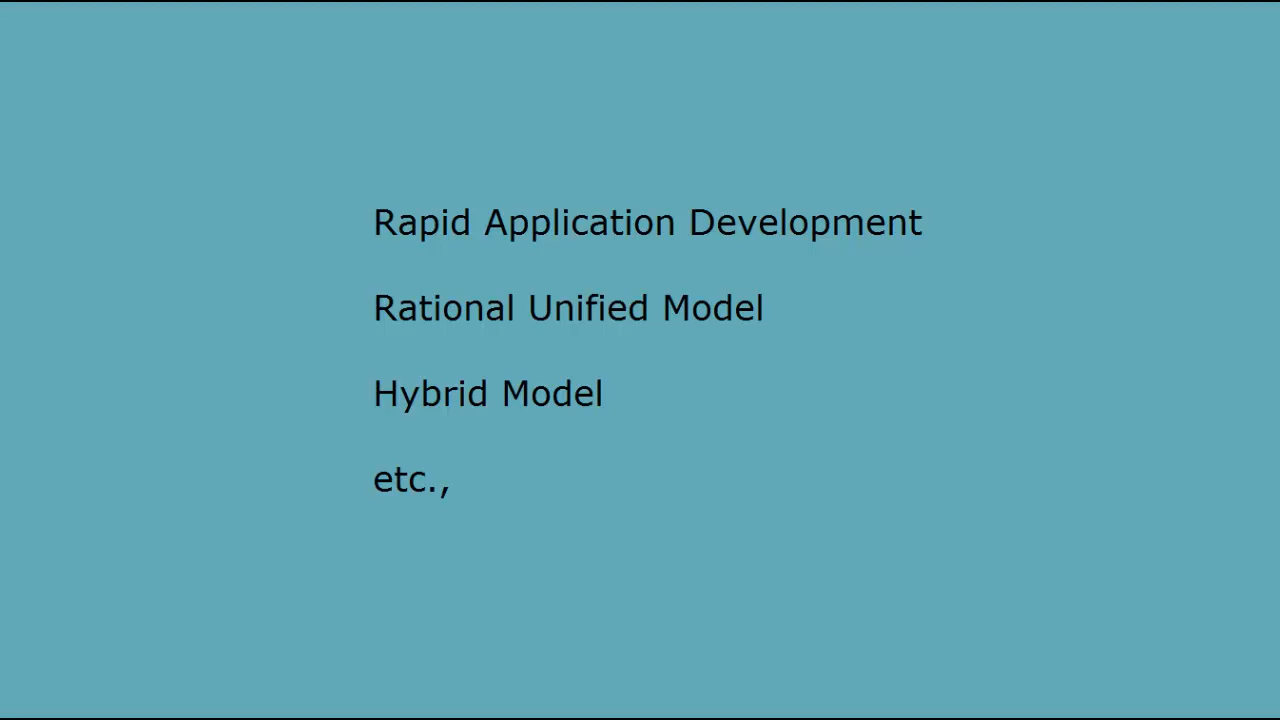 Rapid Application Development
Rational Unified Model
Hybrid Model
etc.,